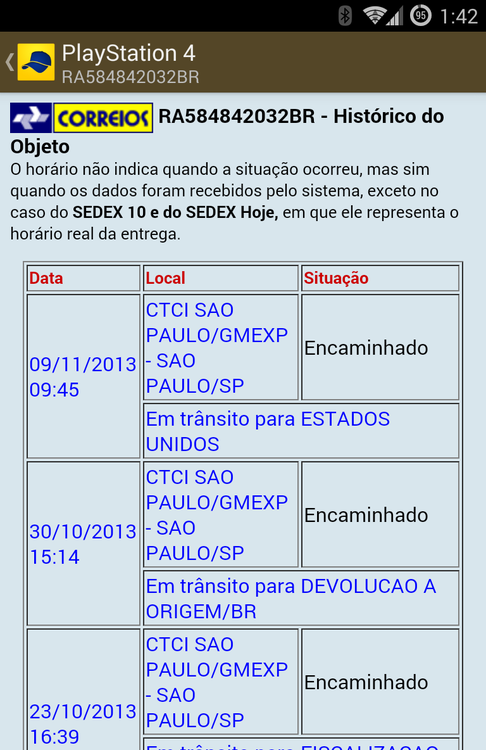 95 1:42
PlayStation 4
RA584842032BR
CORREIOS RA584842032BR - Histórico do
Objeto
O horário não indica quando a situação ocorreu, mas sim
quando os dados foram recebidos pelo sistema, exceto no
caso do SEDEX 10 e do SEDEX Hoje, em que ele representa o
horário real da entrega.
Data Local Situação
09/11/2013
09:45
CTCI SAO
PAULO/GMEXP
- SAO
PAULO/SP
Encaminhado
Em trânsito para ESTADOS
UNIDOS
30/10/2013
15:14
CTCI SAO
PAULO/GMEXP
- SAO
PAULO/SP
Encaminhado
Em trânsito para DEVOLUCAO A
ORIGEM/BR
23/10/2013
16:39
CTCI SAO
PAULO/GMEXP
- SAO
PAULO/SP
Encaminhado
Em trânsito para FISCALIZACAO